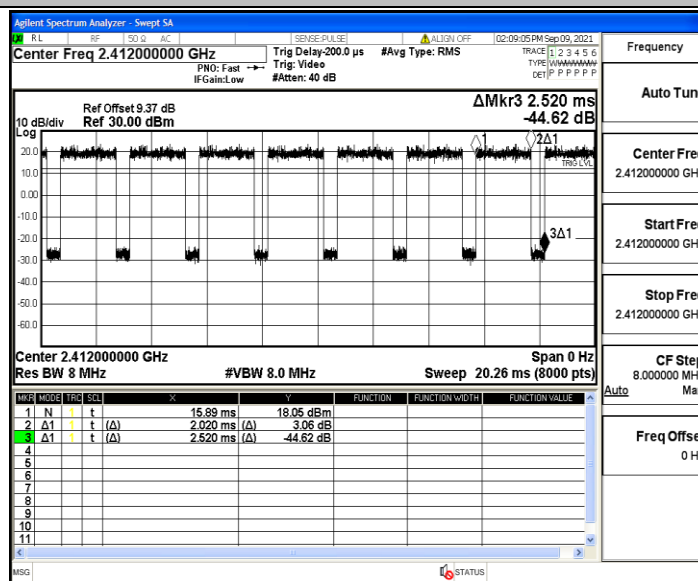 Agilent Spectrum Analyzer - Swept SA
RL RF 50 Ω AC SENSE:PULSE ALIGN OFF 02:09:05 PM Sep 09, 2021
Center Freq 2.412000000 GHz
PNO: Fast
IFGain:Low
Trig Delay-200.0 µs
Trig: Video
#Atten: 40 dB
#Avg Type: RMS
TRACE 1 2 3 4 5 6
TYPE
DET P P P P P P
Ref Offset 9.37 dB
10 dB/div Ref 30.00 dBm
ΔMkr3 2.520 ms
-44.62 dB
Log
20.0
10.0
0.00
-10.0
-20.0
-30.0
-40.0
-50.0
-60.0
1
2Δ1
TRIG LVL
3Δ1
Center 2.412000000 GHz Span 0 Hz
Res BW 8 MHz #VBW 8.0 MHz Sweep 20.26 ms (8000 pts)
MKR MODE TRC SCL X Y FUNCTION FUNCTION WIDTH FUNCTION VALUE
1 N 1 t 15.89 ms 18.05 dBm
2 Δ1 1 t (Δ) 2.020 ms (Δ) 3.06 dB
3 Δ1 1 t (Δ) 2.520 ms (Δ) -44.62 dB
4
5
6
7
8
9
10
11
MSG STATUS
Frequency
Auto Tun
Center Fre
2.412000000 GH
Start Fre
2.412000000 GH
Stop Fre
2.412000000 GH
CF Ste
8.000000 MH
Auto Ma
Freq Offse
0 H